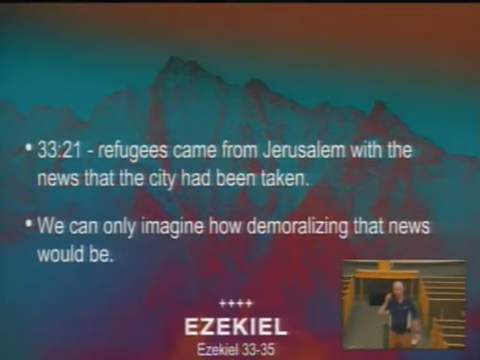 • 33:21 - refugees came from Jerusalem with the
news that the city had been taken.
• We can only imagine how demoralizing that news
would be.
++++
EZEKIEL
Ezekiel 33-35